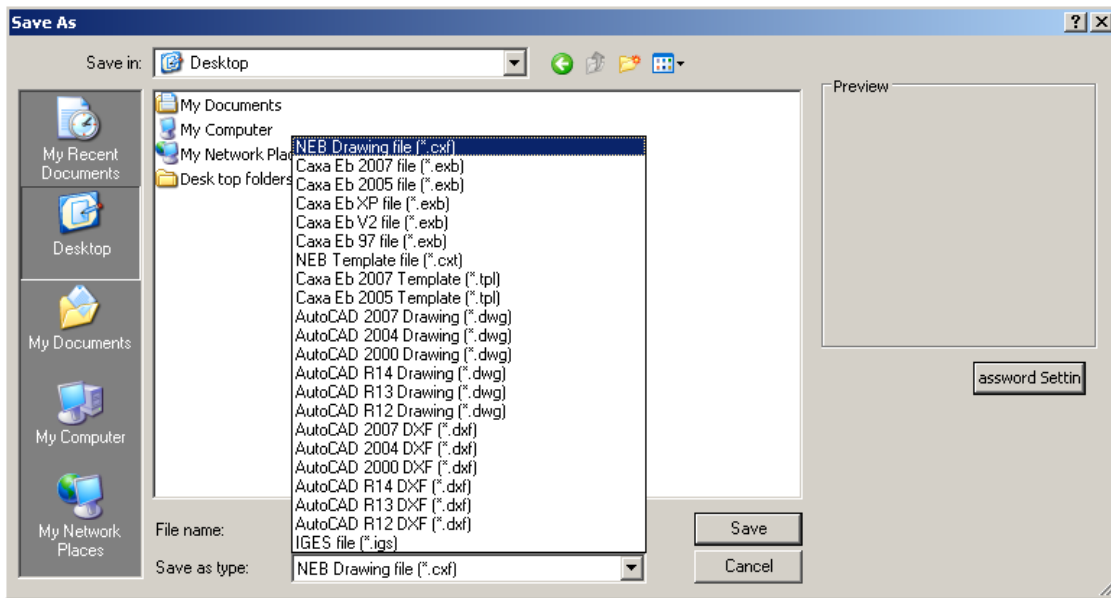 Save As
Save in:
Desktop
My Recent
Documents
Desktop
My Documents
My Computer
My Network
Places
My Documents
My Computer
My Network Plac
Desk top folders
NEB Drawing file (*.cxf)
Caxa Eb 2007 file (*.exb)
Caxa Eb 2005 file (*.exb)
Caxa Eb XP file (*.exb)
Caxa Eb V2 file (*.exb)
Caxa Eb 97 file (*.exb)
NEB Template file (*.cxt)
Caxa Eb 2007 Template (*.tpl)
Caxa Eb 2005 Template (*.tpl)
AutoCAD 2007 Drawing (*.dwg)
AutoCAD 2004 Drawing (*.dwg)
AutoCAD 2000 Drawing (*.dwg)
AutoCAD R14 Drawing (*.dwg)
AutoCAD R13 Drawing (*.dwg)
AutoCAD R12 Drawing (*.dwg)
AutoCAD 2007 DXF (*.dxf)
AutoCAD 2004 DXF (*.dxf)
AutoCAD 2000 DXF (*.dxf)
AutoCAD R14 DXF (*.dxf)
AutoCAD R13 DXF (*.dxf)
AutoCAD R12 DXF (*.dxf)
IGES file (*.igs)
File name:
Save as type:
NEB Drawing file (*.cxf)
Save
Cancel
Preview
assword Settin